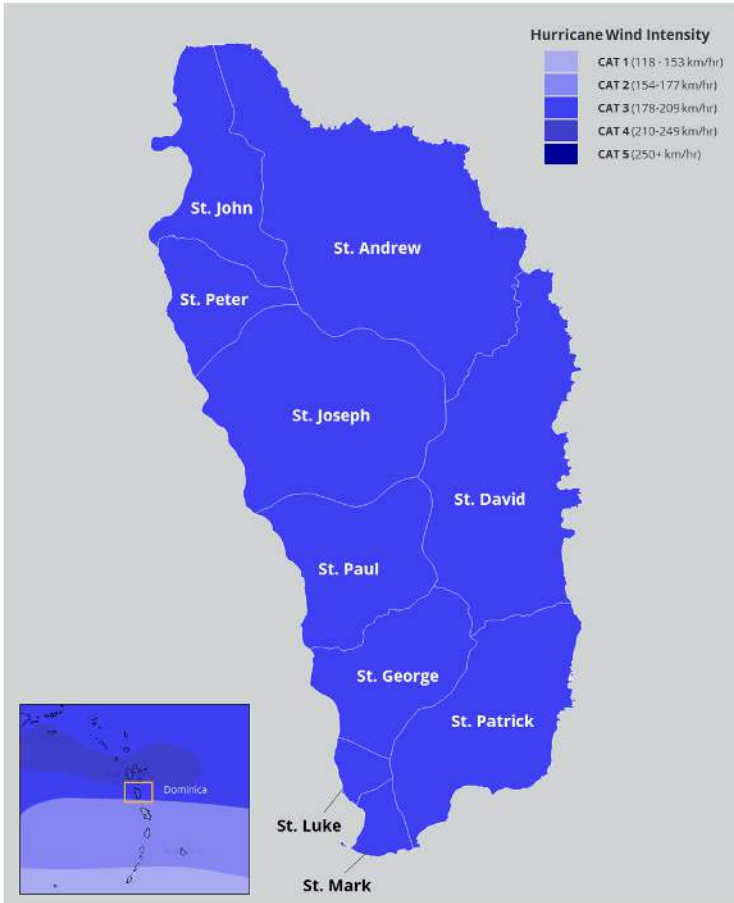 Hurricane Wind Intensity
CAT 1 (118 - 153 km/hr)
CAT 2 (154-177 km/hr)
CAT 3 (178-209 km/hr)
CAT 4 (210-249 km/hr)
CAT 5 (250+ km/hr)
St. John
St. Andrew
St. Peter
St. Joseph
St. David
St. Paul
St. George
St. Patrick
Dominica
St. Luke
St. Mark